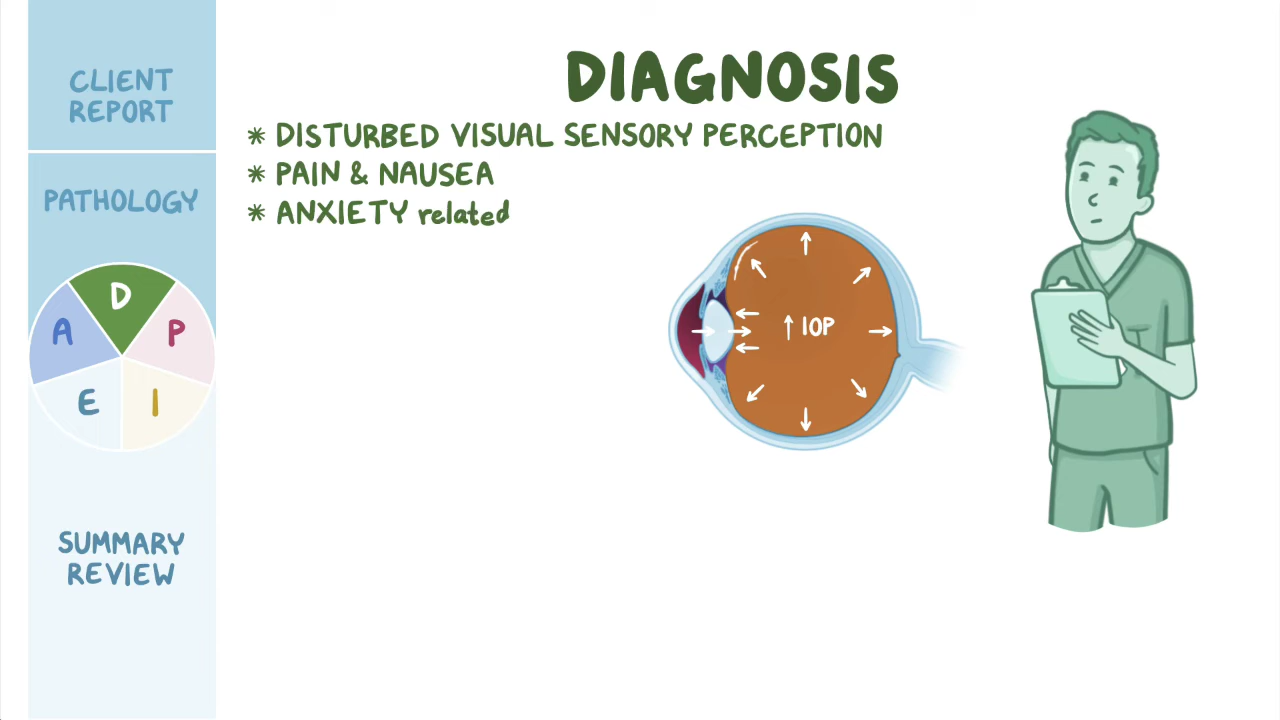 CLIENT
REPORT
PATHOLOGY
D
A
P
E
I
SUMMARY
REVIEW
DIAGNOSIS
* DISTURBED VISUAL SENSORY PERCEPTION
* PAIN & NAUSEA
* ANXIETY related
↑ IOP